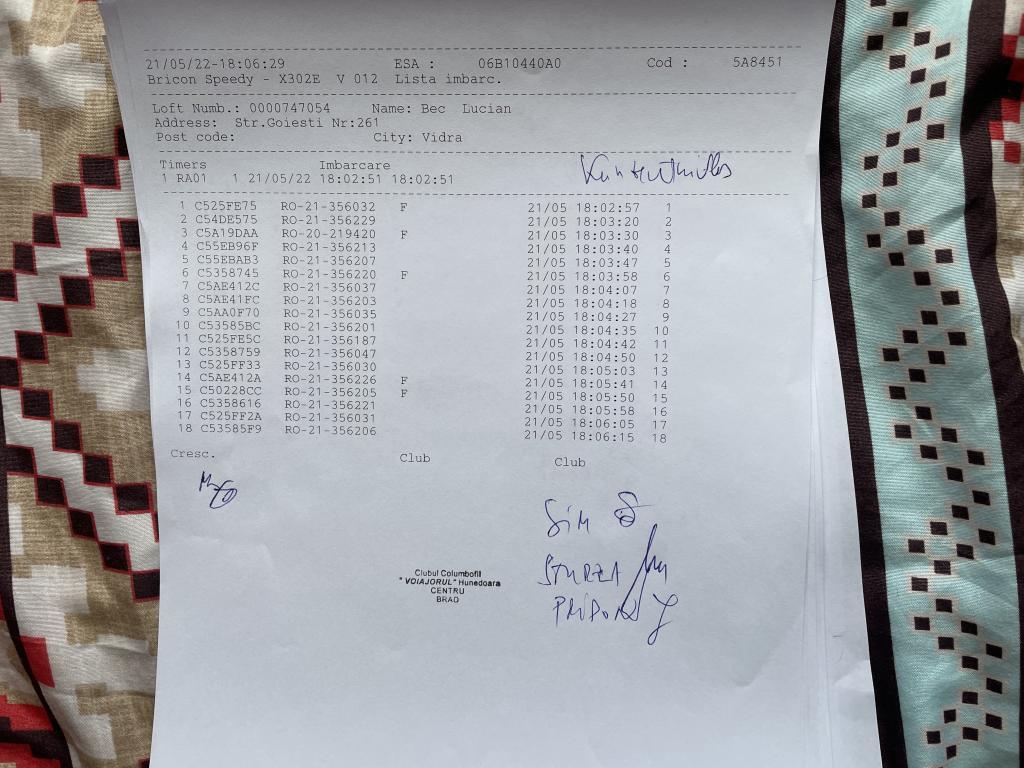 21/05/22-18:06:29 ESA : 06B10440A0 Cod : 5A8451
Bricon Speedy - X302E V 012 Lista imbarc.
Loft Numb.: 0000747054 Name: Bec Lucian
Address: Str.Goiesti Nr:261
Post code: City: Vidra
Timers Imbarcare
1 RA01 1 21/05/22 18:02:51 18:02:51
1 C525FE75 RO-21-356032 F 21/05 18:02:57 1
2 C54DE575 RO-21-356229 21/05 18:03:20 2
3 C5A19DAA RO-20-219420 F 21/05 18:03:30 3
4 C55EB96F RO-21-356213 21/05 18:03:40 4
5 C55EBAB3 RO-21-356207 21/05 18:03:47 5
6 C5358745 RO-21-356220 F 21/05 18:03:58 6
7 C5AE412C RO-21-356037 21/05 18:04:07 7
8 C5AE41FC RO-21-356203 21/05 18:04:18 8
9 C5AA0F70 RO-21-356035 21/05 18:04:27 9
10 C53585BC RO-21-356201 21/05 18:04:35 10
11 C525FE5C RO-21-356187 21/05 18:04:42 11
12 C5358759 RO-21-356047 21/05 18:04:50 12
13 C525FF33 RO-21-356030 21/05 18:05:03 13
14 C5AE412A RO-21-356226 F 21/05 18:05:41 14
15 C50228CC RO-21-356205 F 21/05 18:05:50 15
16 C5358616 RO-21-356221 21/05 18:05:58 16
17 C525FF2A RO-21-356031 21/05 18:06:05 17
18 C53585F9 RO-21-356206 21/05 18:06:15 18
Cresc. Club Club
Sim
STURZA
Clubul Columbofil
"VOIAJORUL" Hunedoara
CENTRU
BRAD